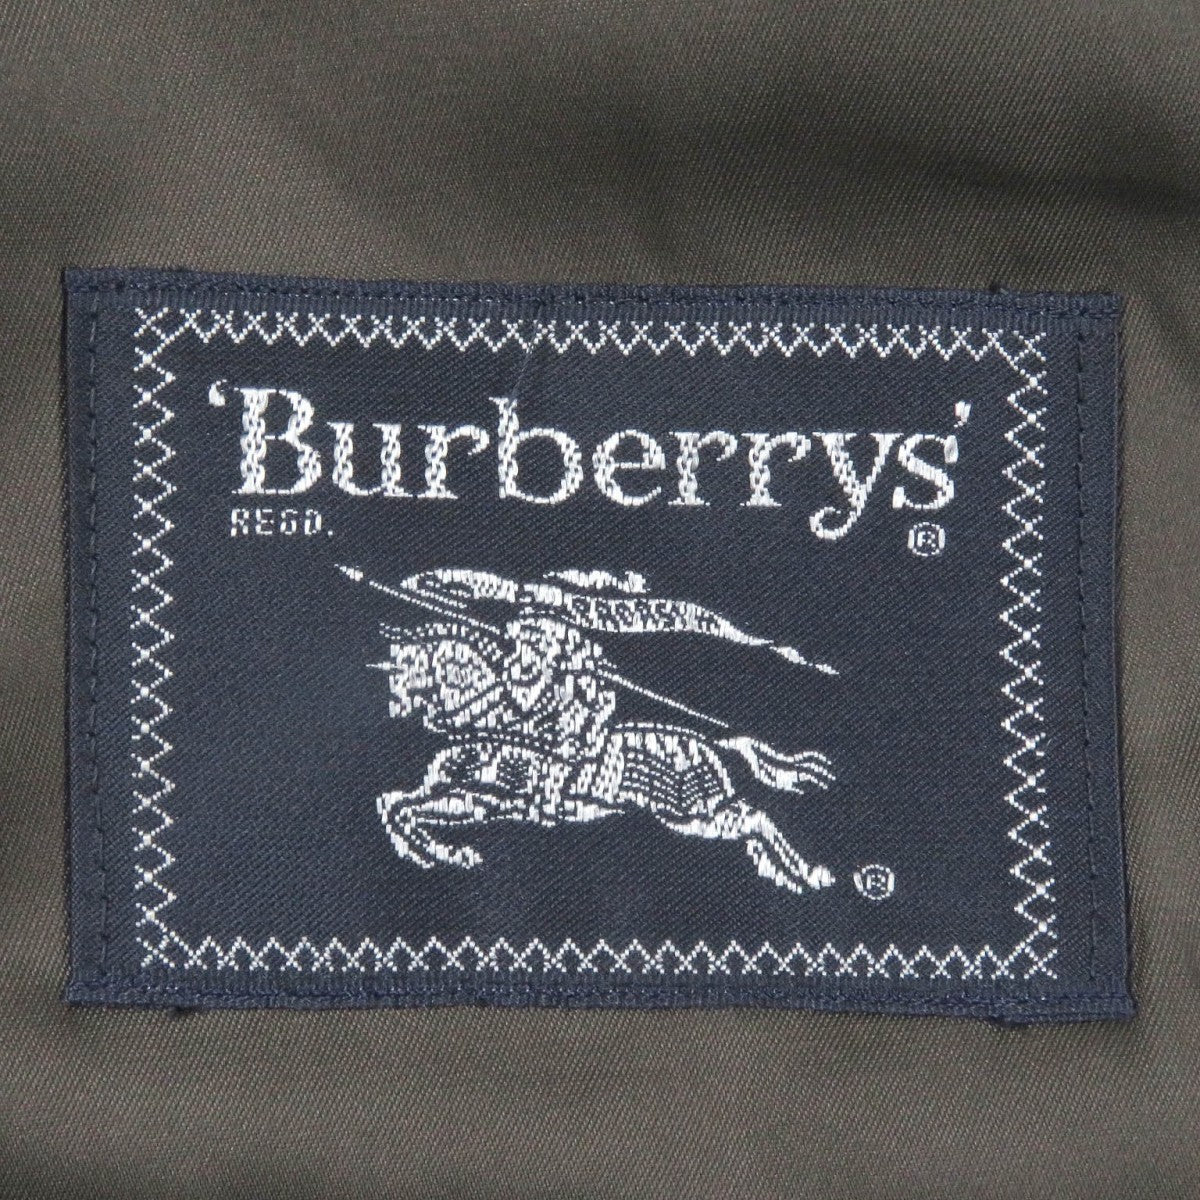 ‘Burberrys’
REGD. ®
®